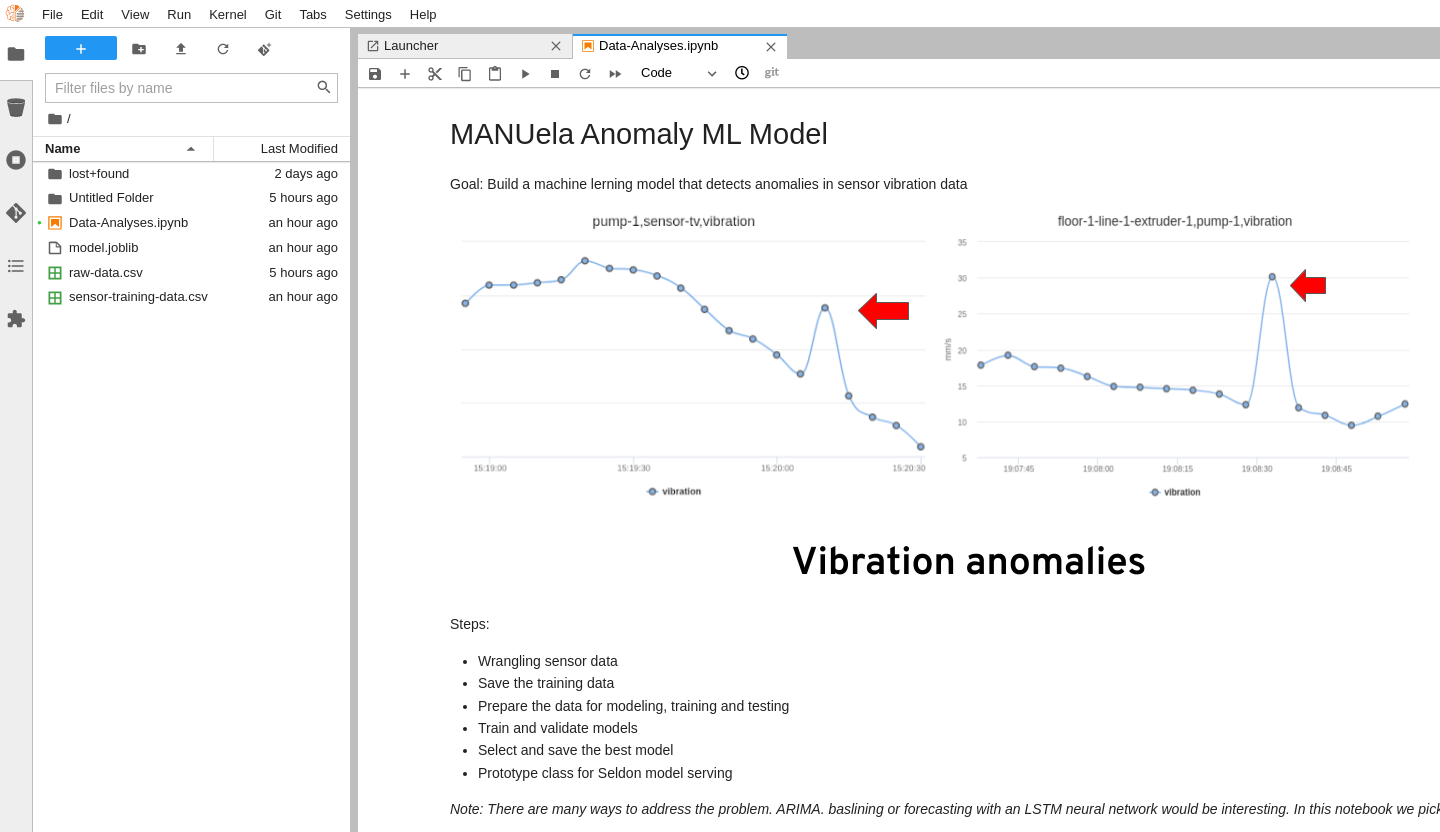 File Edit View Run Kernel Git Tabs Settings Help
Filter files by name
/
Name Last Modified
lost+found 2 days ago
Untitled Folder 5 hours ago
Data-Analyses.ipynb an hour ago
model.joblib an hour ago
raw-data.csv 5 hours ago
sensor-training-data.csv an hour ago
Launcher
Data-Analyses.ipynb
Code
git
MANUela Anomaly ML Model
Goal: Build a machine lerning model that detects anomalies in sensor vibration data
pump-1,sensor-tv,vibration
15:19:00 15:19:30 15:20:00 15:20:30
vibration
floor-1-line-1-extruder-1,pump-1,vibration
35
30
25
20
15
10
5
mm/s
19:07:45 19:08:00 19:08:15 19:08:30 19:08:45
vibration
Vibration anomalies
Steps:
• Wrangling sensor data
• Save the training data
• Prepare the data for modeling, training and testing
• Train and validate models
• Select and save the best model
• Prototype class for Seldon model serving
Note: There are many ways to address the problem. ARIMA. baslining or forecasting with an LSTM neural network would be interesting. In this notebook we pick